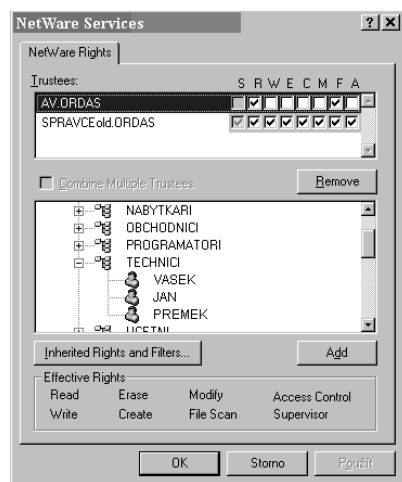 NetWare Services
NetWare Rights
Trustees: S R W E C M F A
AV.ORDAS
SPRAVCEold.ORDAS
Combine Multiple Trustees
Remove
NABYTKARI
OBCHODNICI
PROGRAMATORI
TECHNICI
VASEK
JAN
PREMEK
UCETNI
Inherited Rights and Filters...
Add
Effective Rights
Read Erase Modify Access Control
Write Create File Scan Supervisor
OK Storno Použít